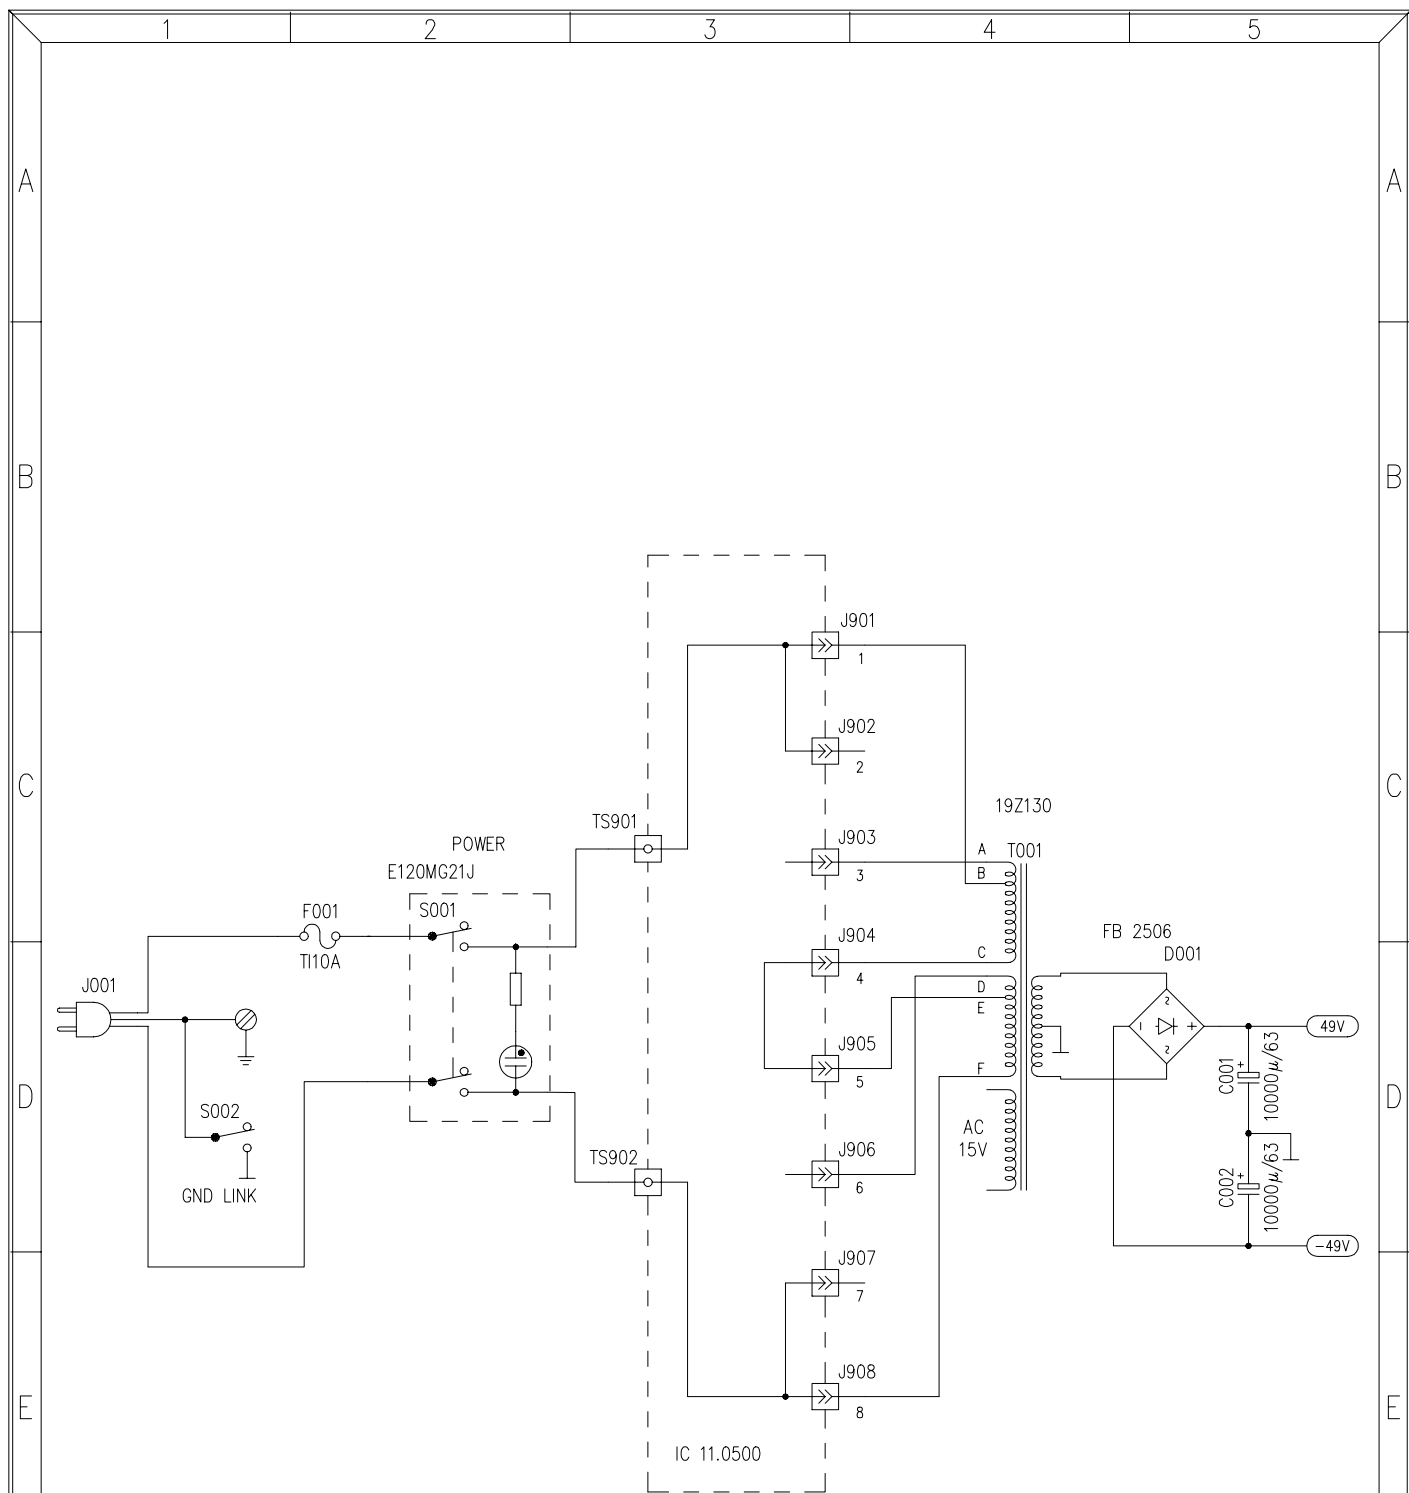 1 2 3 4 5
A A
B B
J901
1
J902
2
C C
19Z130
TS901
J903
3
A
T001
B
POWER
E120MG21J
F001
S001
J904
4
C
FB 2506
D001
TI10A
J001
D
E
~
- +
~
49V
C001
10000µ/63
+
J905
5
F
D D
S002
AC
15V
TS902
J906
6
C002
10000µ/63
+
GND LINK
-49V
J907
7
J908
8
E E
IC 11.0500